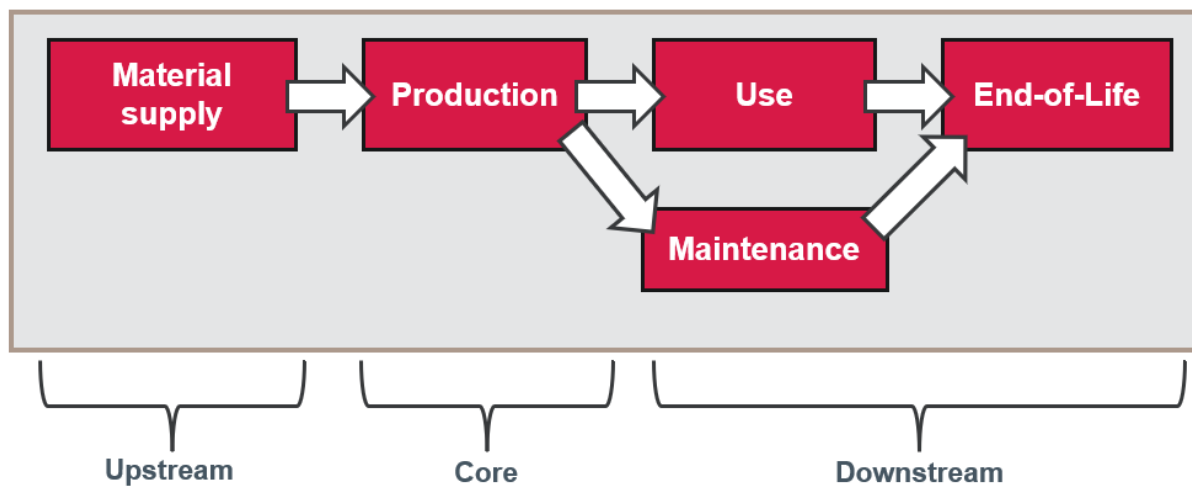 Material
supply
Production
Use
End-of-Life
Maintenance
Upstream
Core
Downstream